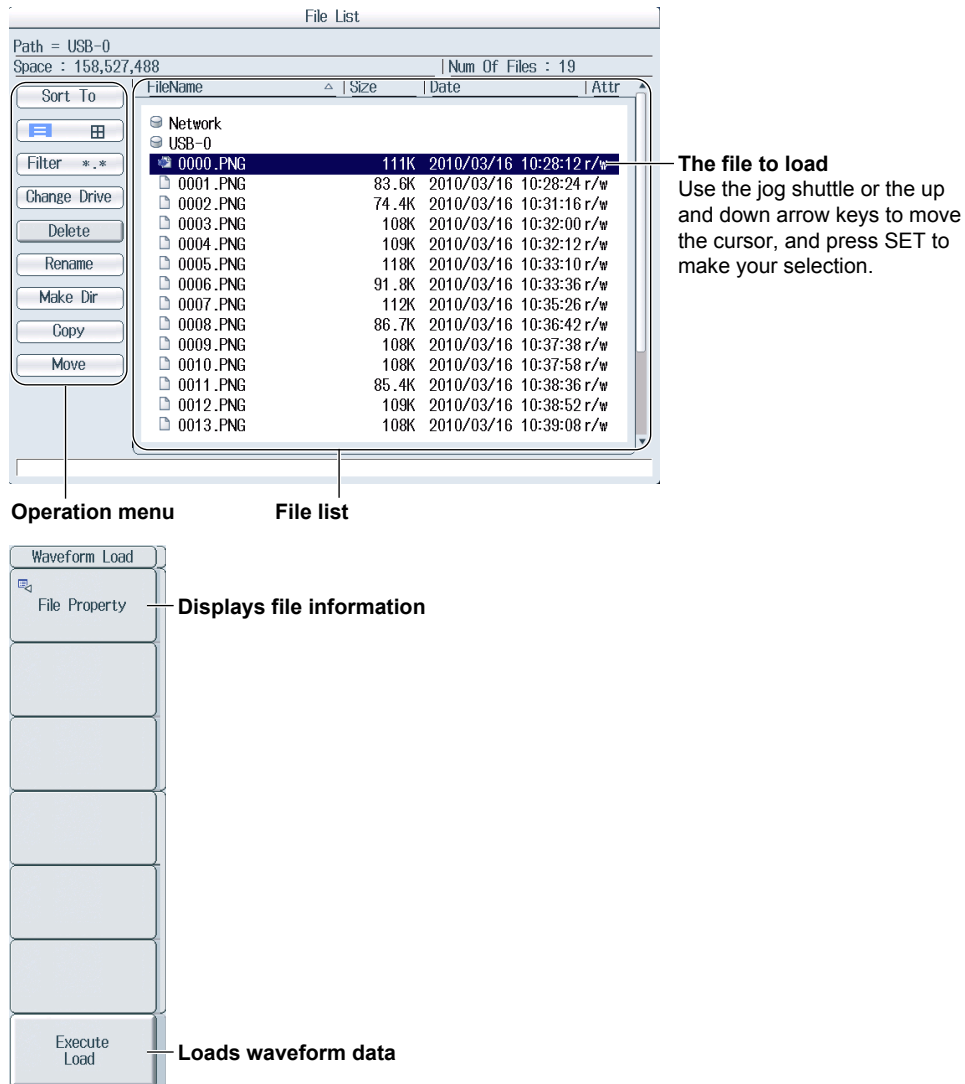 File List
Path = USB-0
Space : 158,527,488 Num Of Files : 19
Sort To
Filter *.*
Change Drive
Delete
Rename
Make Dir
Copy
Move
FileName Size Date Attr
Network
USB-0
0000.PNG 111K 2010/03/16 10:28:12 r/w
0001.PNG 83.6K 2010/03/16 10:28:24 r/w
0002.PNG 74.4K 2010/03/16 10:31:16 r/w
0003.PNG 108K 2010/03/16 10:32:00 r/w
0004.PNG 109K 2010/03/16 10:32:12 r/w
0005.PNG 118K 2010/03/16 10:33:10 r/w
0006.PNG 91.8K 2010/03/16 10:33:36 r/w
0007.PNG 112K 2010/03/16 10:35:26 r/w
0008.PNG 86.7K 2010/03/16 10:36:42 r/w
0009.PNG 108K 2010/03/16 10:37:38 r/w
0010.PNG 108K 2010/03/16 10:37:58 r/w
0011.PNG 85.4K 2010/03/16 10:38:36 r/w
0012.PNG 109K 2010/03/16 10:38:52 r/w
0013.PNG 108K 2010/03/16 10:39:08 r/w
The file to load
Use the jog shuttle or the up
and down arrow keys to move
the cursor, and press SET to
make your selection.
Operation menu
File list
Waveform Load
File Property
Displays file information
Execute
Load
Loads waveform data